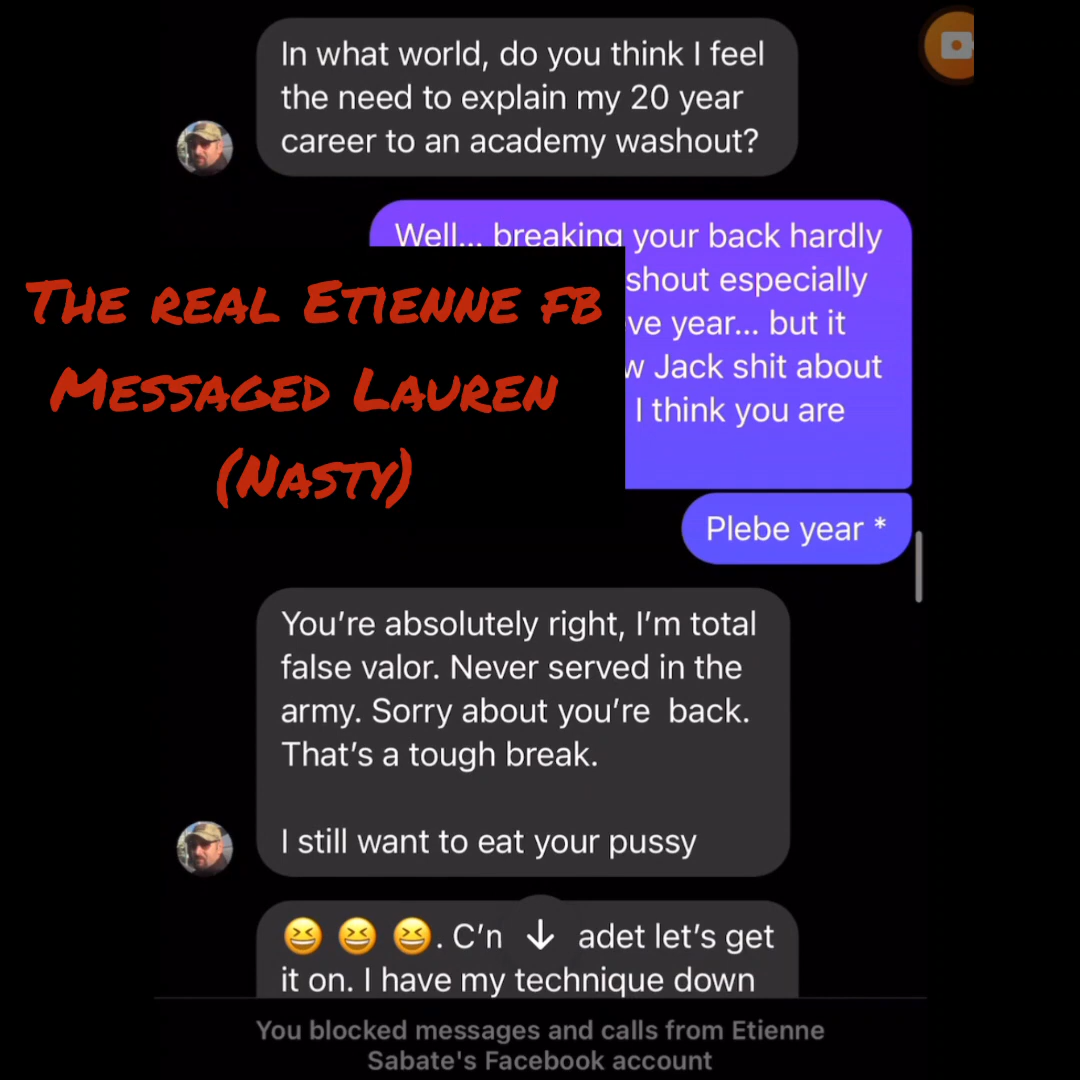 In what world, do you think I feel
the need to explain my 20 year
career to an academy washout?
Well... breaking your back hardly
shout especially
ve year... but it
w Jack shit about
I think you are
The real Etienne fb
Messaged Lauren
(Nasty)
Plebe year *
You’re absolutely right, I’m total
false valor. Never served in the
army. Sorry about you’re back.
That’s a tough break.
I still want to eat your pussy
😆 😆 😆. C’n adet let’s get
it on. I have my technique down
You blocked messages and calls from Etienne
Sabate's Facebook account